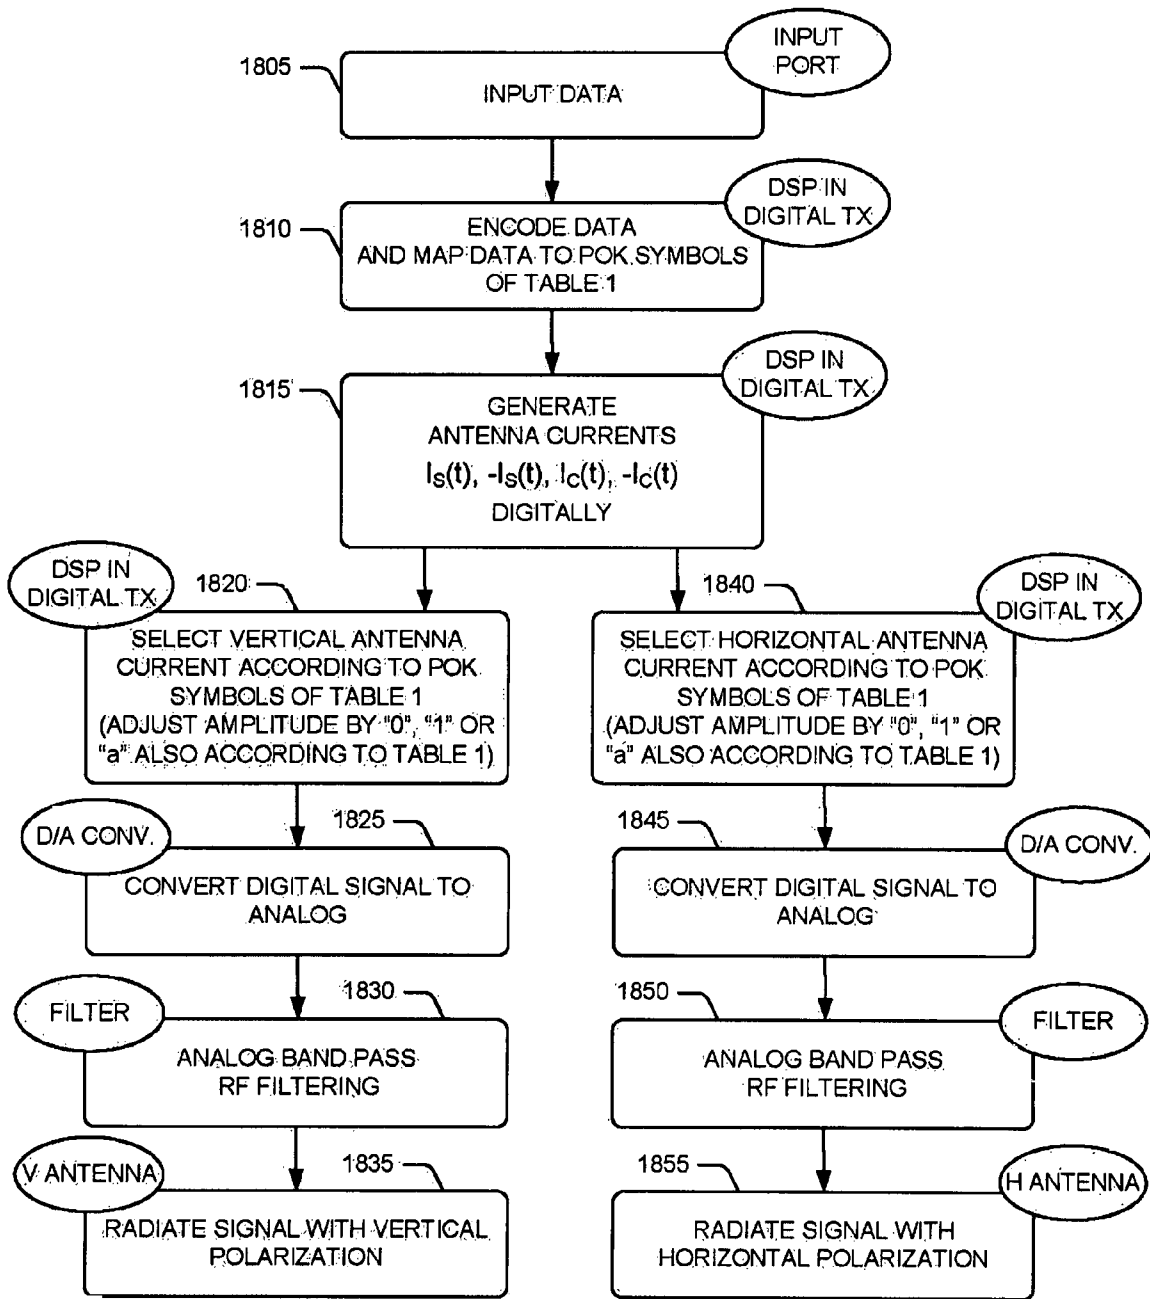 INPUT
PORT
1805
INPUT DATA
DSP IN
DIGITAL TX
1810
ENCODE DATA
AND MAP DATA TO POK SYMBOLS
OF TABLE 1
DSP IN
DIGITAL TX
1815
GENERATE
ANTENNA CURRENTS
I_S(t), -I_S(t), I_C(t), -I_C(t)
DIGITALLY
DSP IN
DIGITAL TX
1820
SELECT VERTICAL ANTENNA
CURRENT ACCORDING TO POK
SYMBOLS OF TABLE 1
(ADJUST AMPLITUDE BY "0", "1" OR
"a" ALSO ACCORDING TO TABLE 1)
1840
DSP IN
DIGITAL TX
SELECT HORIZONTAL ANTENNA
CURRENT ACCORDING TO POK
SYMBOLS OF TABLE 1
(ADJUST AMPLITUDE BY "0", "1" OR
"a" ALSO ACCORDING TO TABLE 1)
D/A CONV.
1825
CONVERT DIGITAL SIGNAL TO
ANALOG
1845
D/A CONV.
CONVERT DIGITAL SIGNAL TO
ANALOG
FILTER
1830
ANALOG BAND PASS
RF FILTERING
1850
FILTER
ANALOG BAND PASS
RF FILTERING
V ANTENNA
1835
RADIATE SIGNAL WITH VERTICAL
POLARIZATION
1855
H ANTENNA
RADIATE SIGNAL WITH
HORIZONTAL POLARIZATION